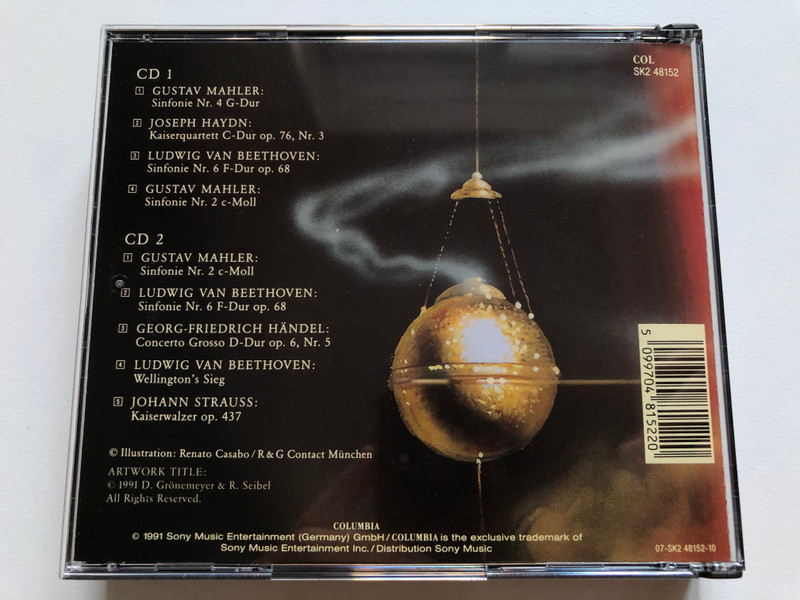 COL
SK2 48152
CD 1
1 GUSTAV MAHLER:
Sinfonie Nr. 4 G-Dur
2 JOSEPH HAYDN:
Kaiserquartett C-Dur op. 76, Nr. 3
3 LUDWIG VAN BEETHOVEN:
Sinfonie Nr. 6 F-Dur op. 68
4 GUSTAV MAHLER:
Sinfonie Nr. 2 c-Moll
CD 2
1 GUSTAV MAHLER:
Sinfonie Nr. 2 c-Moll
2 LUDWIG VAN BEETHOVEN:
Sinfonie Nr. 6 F-Dur op. 68
3 GEORG-FRIEDRICH HÄNDEL:
Concerto Grosso D-Dur op. 6, Nr. 5
4 LUDWIG VAN BEETHOVEN:
Wellington's Sieg
5 JOHANN STRAUSS:
Kaiserwalzer op. 437
5 099704 815220
© Illustration: Renato Casabo / R & G Contact München
ARTWORK TITLE:
© 1991 D. Grönemeyer & R. Seibel
All Rights Reserved.
COLUMBIA
© 1991 Sony Music Entertainment (Germany) GmbH / COLUMBIA is the exclusive trademark of
Sony Music Entertainment Inc. / Distribution Sony Music
07-SK2 48152-10